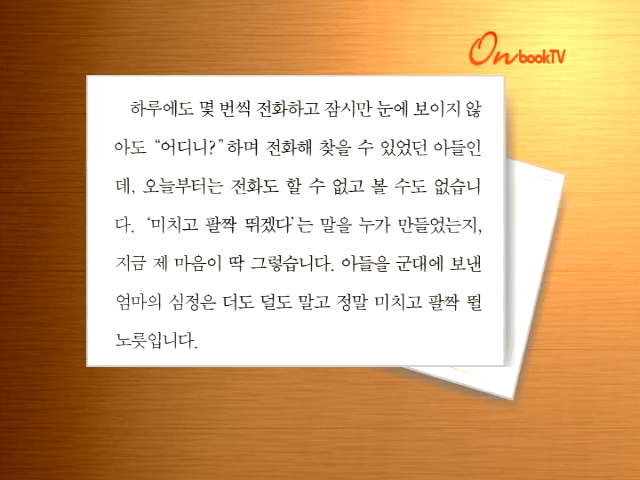 On bookTV
하루에도 몇 번씩 전화하고 잠시만 눈에 보이지 않
아도 “어디니?”하며 전화해 찾을 수 있었던 아들인
데, 오늘부터는 전화도 할 수 없고 볼 수도 없습니
다. ‘미치고 팔짝 뛰겠다’는 말을 누가 만들었는지,
지금 제 마음이 딱 그렇습니다. 아들을 군대에 보낸
엄마의 심정은 더도 덜도 말고 정말 미치고 팔짝 뛸
노릇입니다.